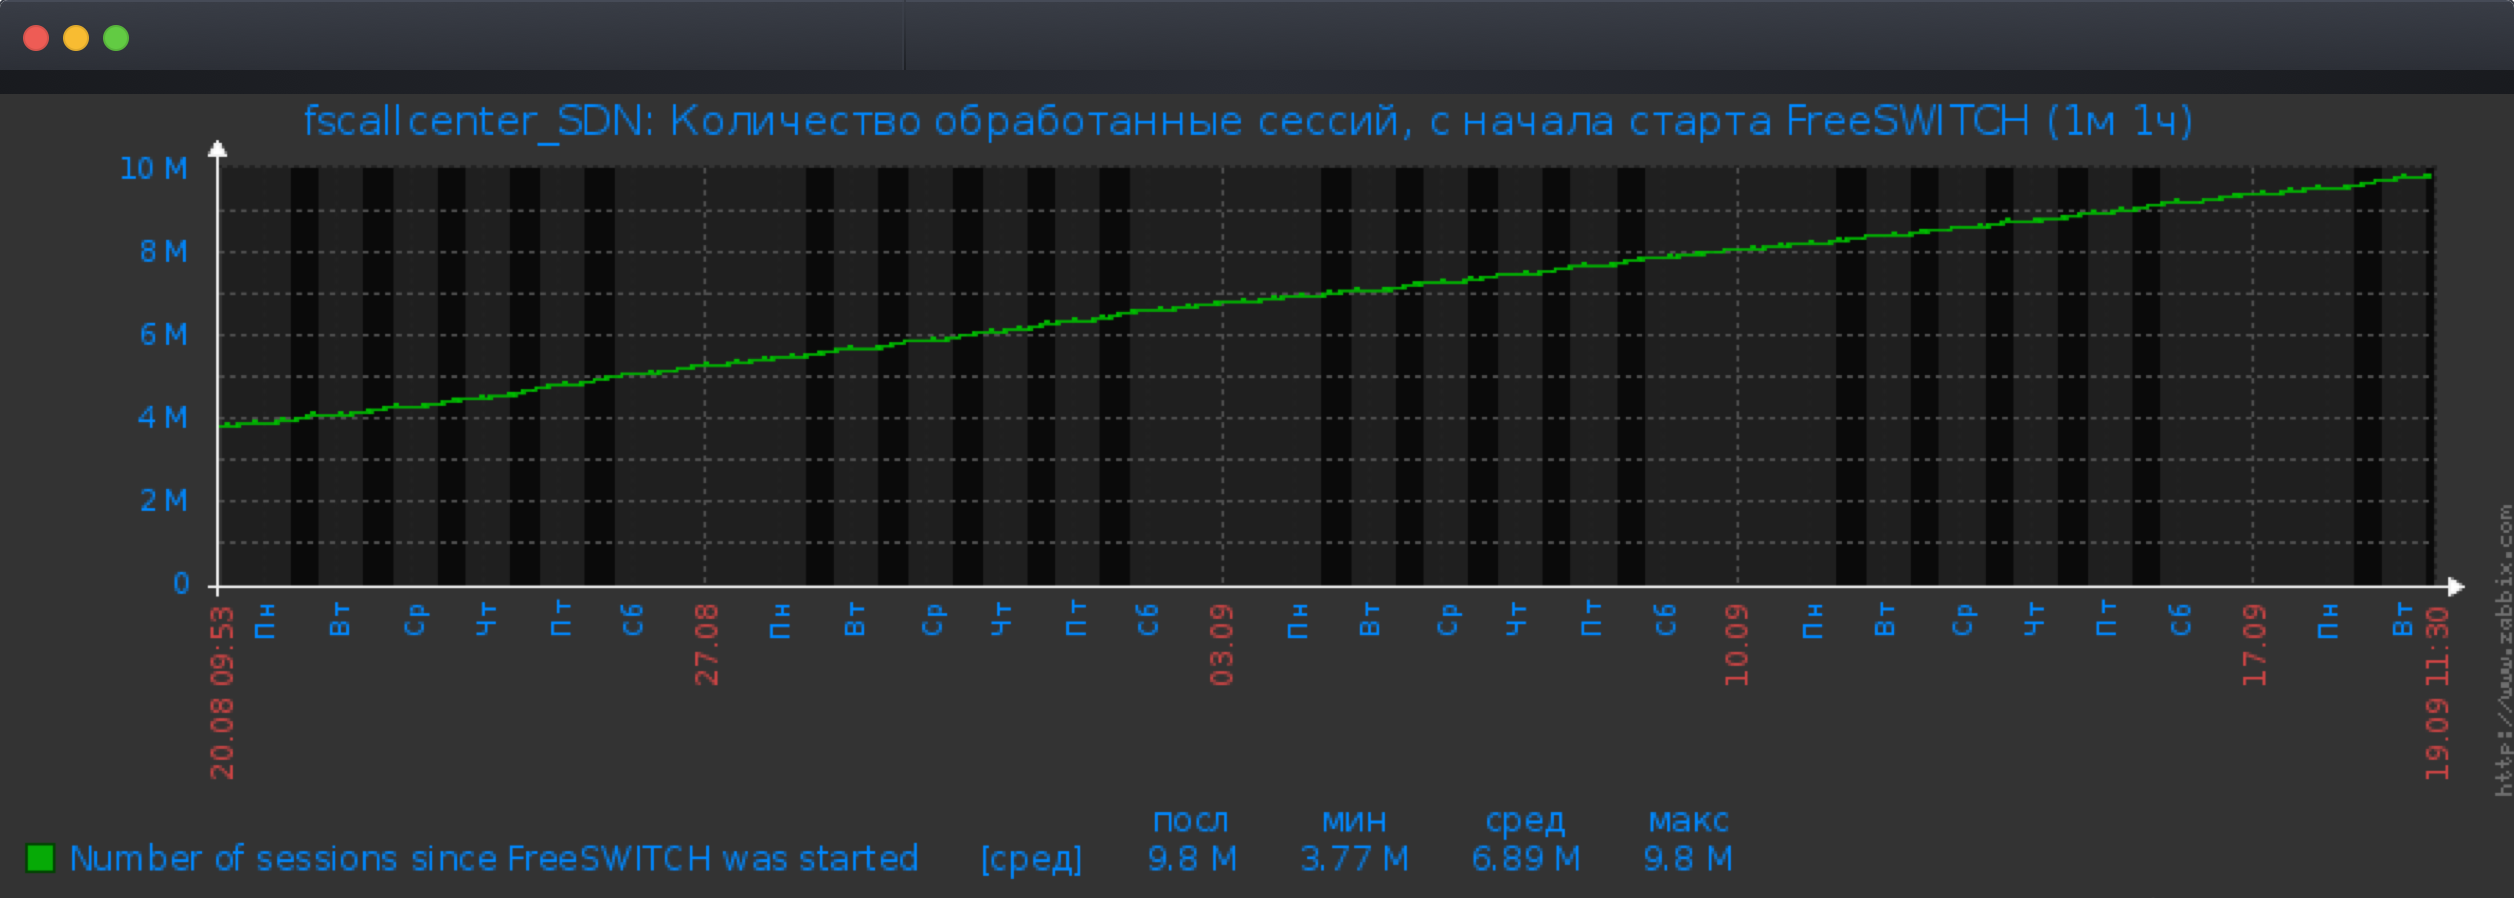 fscallcenter_SDN: Количество обработанные сессий, с начала старта FreeSWITCH (1м 1ч)
10 M
8 M
6 M
4 M
2 M
0
20.08 09:53 Пн Вт Ср Чт Пт Сб 27.08 Пн Вт Ср Чт Пт Сб 03.09 Пн Вт Ср Чт Пт Сб 10.09 Пн Вт Ср Чт Пт Сб 17.09 Пн Вт 19.09 11:30
http://www.zabbix.com
посл мин сред макс
Number of sessions since FreeSWITCH was started [сред] 9.8 M 3.77 M 6.89 M 9.8 M